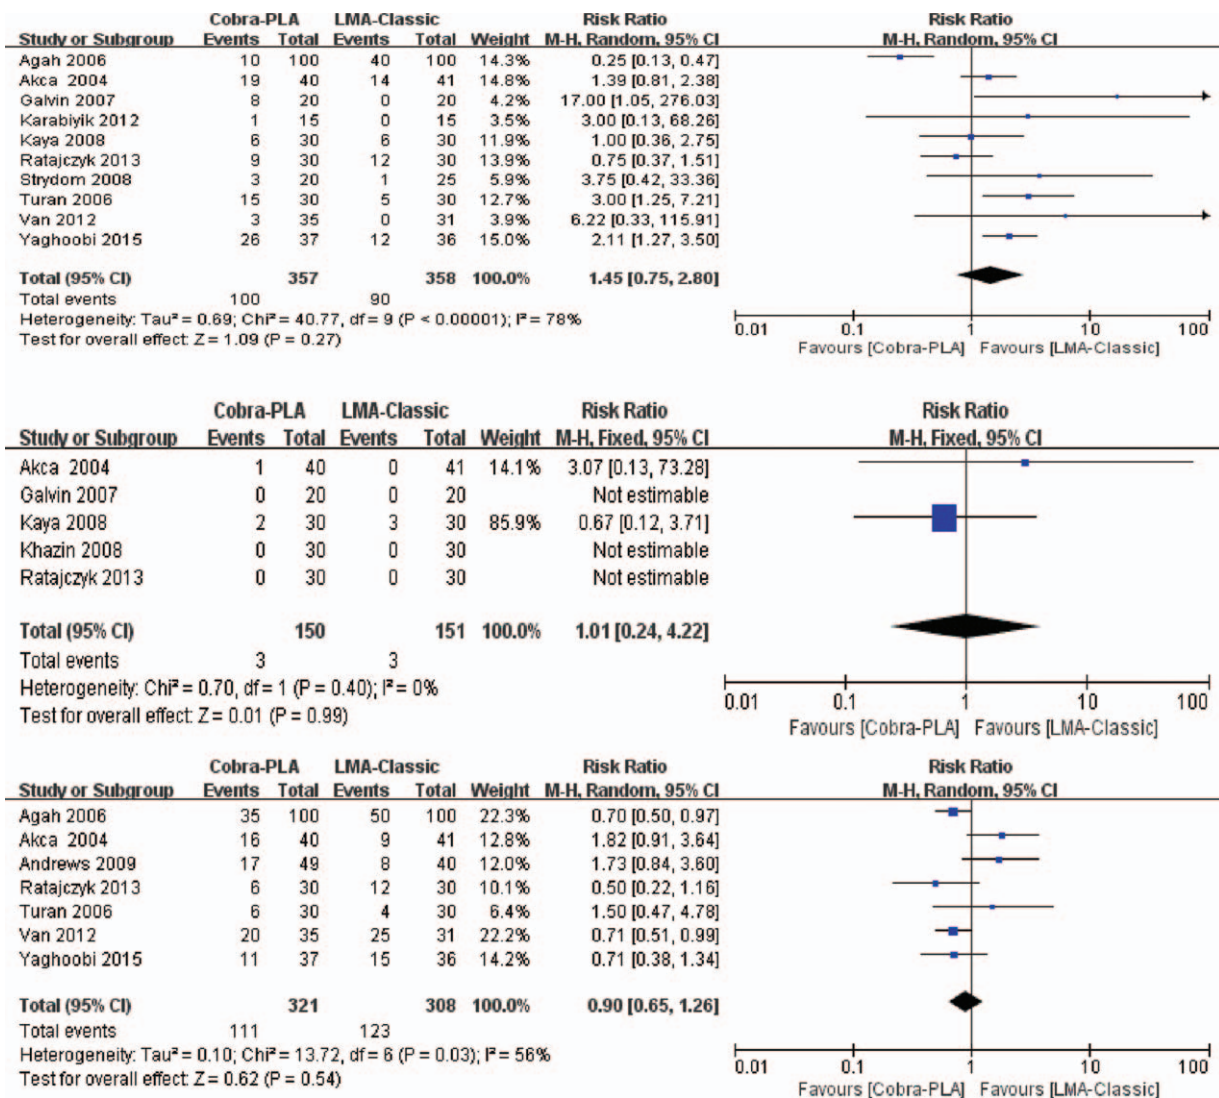 Cobra-PLA LMA-Classic Risk Ratio Risk Ratio
Study or Subgroup Events Total Events Total Weight M-H, Random, 95% CI M-H, Random, 95% CI
Agah 2006 10 100 40 100 14.3% 0.25 [0.13, 0.47]
Akca 2004 19 40 14 41 14.8% 1.39 [0.81, 2.38]
Galvin 2007 8 20 0 20 4.2% 17.00 [1.05, 276.03]
Karabiyik 2012 1 15 0 15 3.5% 3.00 [0.13, 68.26]
Kaya 2008 6 30 6 30 11.9% 1.00 [0.36, 2.75]
Ratajczyk 2013 9 30 12 30 13.9% 0.75 [0.37, 1.51]
Strydom 2008 3 20 1 25 5.9% 3.75 [0.42, 33.36]
Turan 2006 15 30 5 30 12.7% 3.00 [1.25, 7.21]
Van 2012 3 35 0 31 3.9% 6.22 [0.33, 115.91]
Yaghoobi 2015 26 37 12 36 15.0% 2.11 [1.27, 3.50]
Total (95% CI) 357 358 100.0% 1.45 [0.75, 2.80]
Total events 100 90
Heterogeneity: Tau² = 0.69; Chi² = 40.77, df = 9 (P < 0.00001); I² = 78%
Test for overall effect: Z = 1.09 (P = 0.27)
0.01 0.1 1 10 100
Favours [Cobra-PLA] Favours [LMA-Classic]
Cobra-PLA LMA-Classic Risk Ratio Risk Ratio
Study or Subgroup Events Total Events Total Weight M-H, Fixed, 95% CI M-H, Fixed, 95% CI
Akca 2004 1 40 0 41 14.1% 3.07 [0.13, 73.28]
Galvin 2007 0 20 0 20 Not estimable
Kaya 2008 2 30 3 30 85.9% 0.67 [0.12, 3.71]
Khazin 2008 0 30 0 30 Not estimable
Ratajczyk 2013 0 30 0 30 Not estimable
Total (95% CI) 150 151 100.0% 1.01 [0.24, 4.22]
Total events 3 3
Heterogeneity: Chi² = 0.70, df = 1 (P = 0.40); I² = 0%
Test for overall effect: Z = 0.01 (P = 0.99)
0.01 0.1 1 10 100
Favours [Cobra-PLA] Favours [LMA-Classic]
Cobra-PLA LMA-Classic Risk Ratio Risk Ratio
Study or Subgroup Events Total Events Total Weight M-H, Random, 95% CI M-H, Random, 95% CI
Agah 2006 35 100 50 100 22.3% 0.70 [0.50, 0.97]
Akca 2004 16 40 9 41 12.8% 1.82 [0.91, 3.64]
Andrews 2009 17 49 8 40 12.0% 1.73 [0.84, 3.60]
Ratajczyk 2013 6 30 12 30 10.1% 0.50 [0.22, 1.16]
Turan 2006 6 30 4 30 6.4% 1.50 [0.47, 4.78]
Van 2012 20 35 25 31 22.2% 0.71 [0.51, 0.99]
Yaghoobi 2015 11 37 15 36 14.2% 0.71 [0.38, 1.34]
Total (95% CI) 321 308 100.0% 0.90 [0.65, 1.26]
Total events 111 123
Heterogeneity: Tau² = 0.10; Chi² = 13.72, df = 6 (P = 0.03); I² = 56%
Test for overall effect: Z = 0.62 (P = 0.54)
0.01 0.1 1 10 100
Favours [Cobra-PLA] Favours [LMA-Classic]